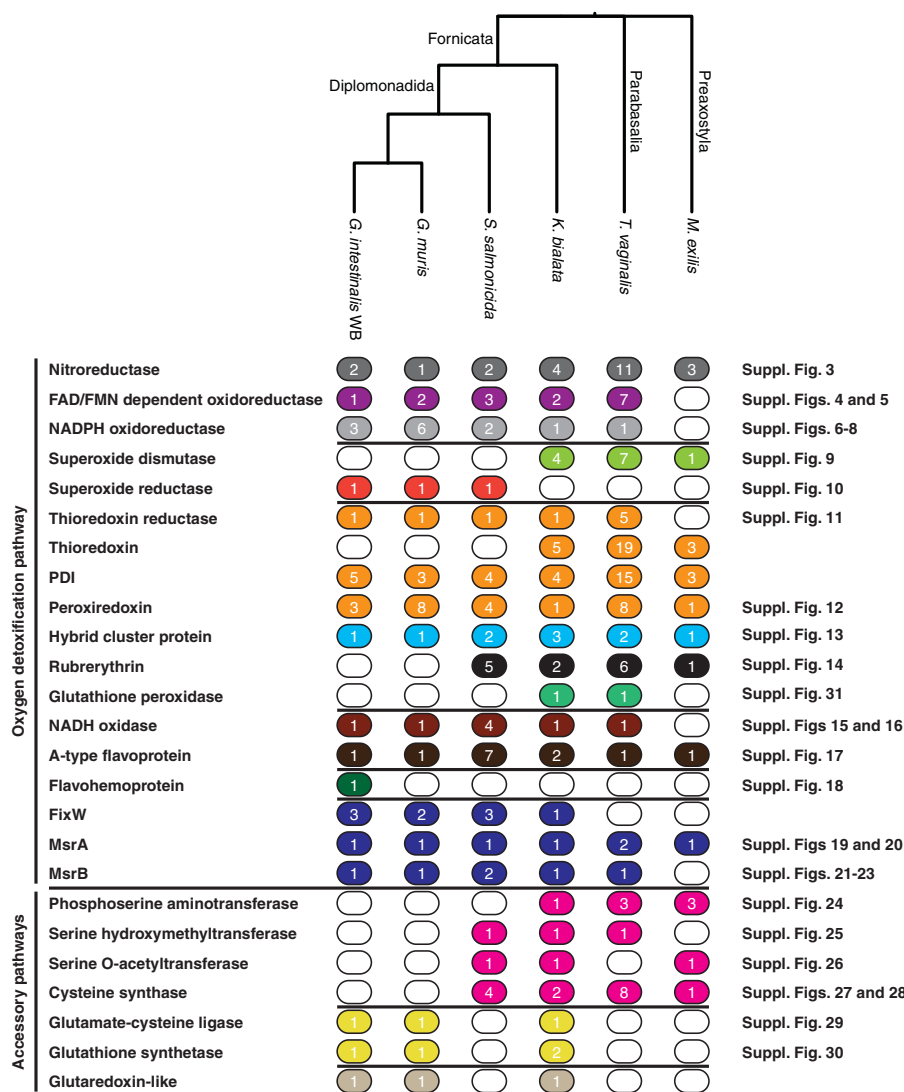 Fornicata
Diplomonadida
Parabasalia
Preaxostyla
G. intestinalis WB
G. muris
S. salmonicida
K. bialata
T. vaginalis
M. exilis
Oxygen detoxification pathway
Nitroreductase 2 1 2 4 11 3 Suppl. Fig. 3
FAD/FMN dependent oxidoreductase 1 2 3 2 7 Suppl. Figs. 4 and 5
NADPH oxidoreductase 3 6 2 1 1 Suppl. Figs. 6-8
Superoxide dismutase 4 7 1 Suppl. Fig. 9
Superoxide reductase 1 1 1 Suppl. Fig. 10
Thioredoxin reductase 1 1 1 1 5 Suppl. Fig. 11
Thioredoxin 5 19 3
PDI 5 3 4 4 15 3
Peroxiredoxin 3 8 4 1 8 1 Suppl. Fig. 12
Hybrid cluster protein 1 1 2 3 2 1 Suppl. Fig. 13
Rubrerythrin 5 2 6 1 Suppl. Fig. 14
Glutathione peroxidase 1 1 Suppl. Fig. 31
NADH oxidase 1 1 4 1 1 Suppl. Figs 15 and 16
A-type flavoprotein 1 1 7 2 1 1 Suppl. Fig. 17
Flavohemoprotein 1 Suppl. Fig. 18
FixW 3 2 3 1
MsrA 1 1 1 1 2 1 Suppl. Figs 19 and 20
MsrB 1 1 2 1 1 Suppl. Figs. 21-23
Accessory pathways
Phosphoserine aminotransferase 1 3 3 Suppl. Fig. 24
Serine hydroxymethyltransferase 1 1 1 Suppl. Fig. 25
Serine O-acetyltransferase 1 1 1 Suppl. Fig. 26
Cysteine synthase 4 2 8 1 Suppl. Figs. 27 and 28
Glutamate-cysteine ligase 1 1 1 Suppl. Fig. 29
Glutathione synthetase 1 1 2 Suppl. Fig. 30
Glutaredoxin-like 1 1 1